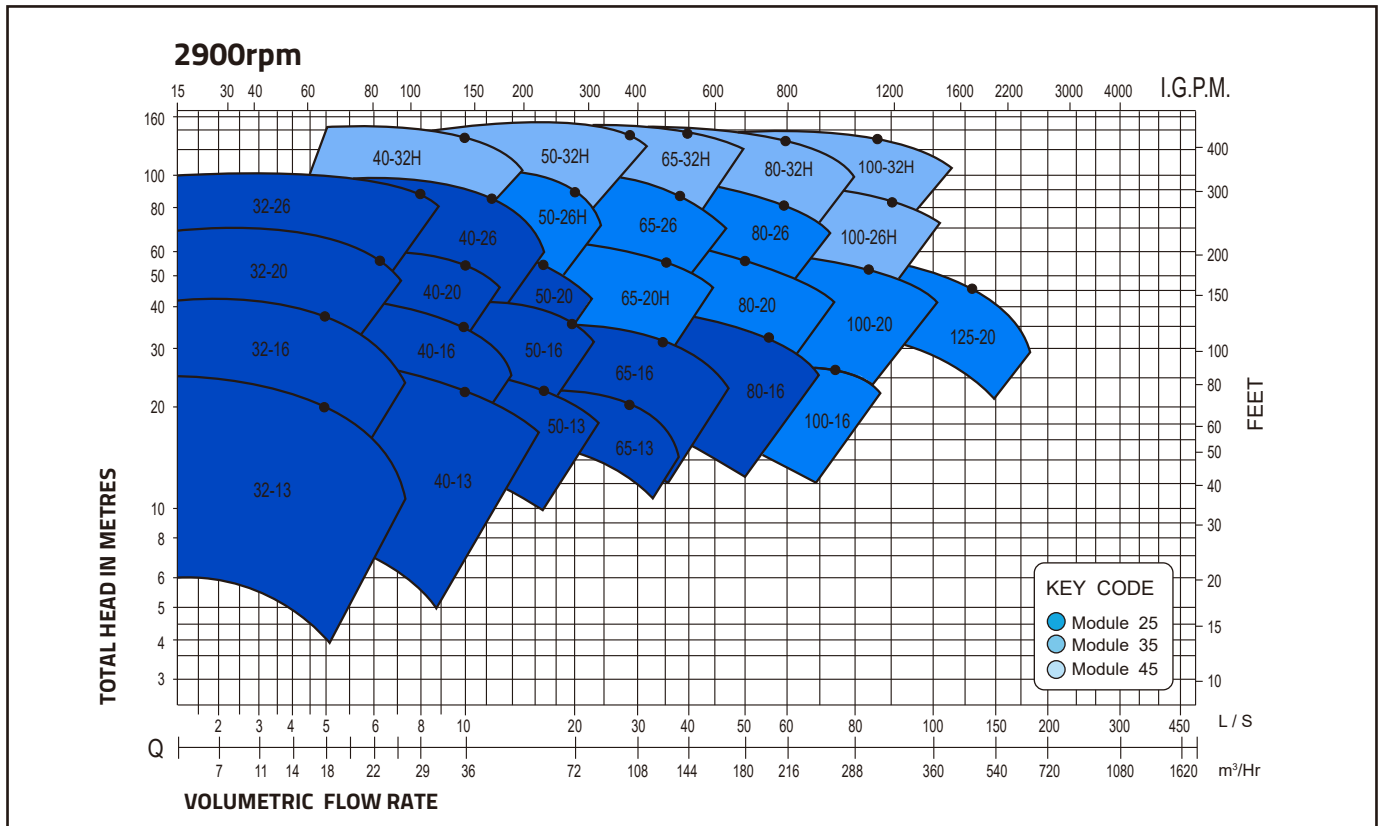 2900rpm
15 30 40 60 80 100 150 200 300 400 600 800 1200 1600 2200 3000 4000 I.G.P.M.
160
100
80
60
50
40
30
20
10
8
6
5
4
3
TOTAL HEAD IN METRES
400
300
200
150
100
80
60
50
40
30
20
15
10
FEET
40-32H
50-32H
65-32H
80-32H
100-32H
32-26
40-26
50-26H
65-26
80-26
100-26H
32-20
40-20
50-20
65-20H
80-20
100-20
125-20
32-16
40-16
50-16
65-16
80-16
100-16
32-13
40-13
50-13
65-13
KEY CODE
Module 25
Module 35
Module 45
2 3 4 5 6 8 10 20 30 40 50 60 80 100 150 200 300 450 L / S
Q
7 11 14 18 22 29 36 72 108 144 180 216 288 360 540 720 1080 1620 m³/Hr
VOLUMETRIC FLOW RATE